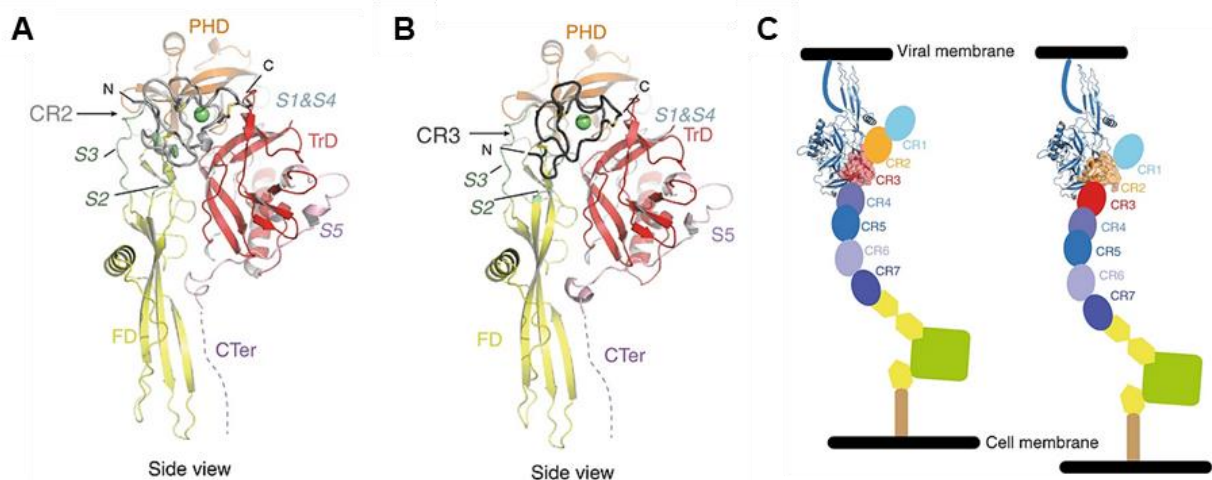 A
PHD
N
C
CR2
S1&S4
TrD
S3
S2
S5
FD
CTer
Side view
B
PHD
C
CR3
S1&S4
TrD
N
S3
S2
S5
FD
CTer
Side view
C
Viral membrane
CR1
CR2
CR3
CR4
CR5
CR6
CR7
CR1
CR2
CR3
CR4
CR5
CR6
CR7
Cell membrane